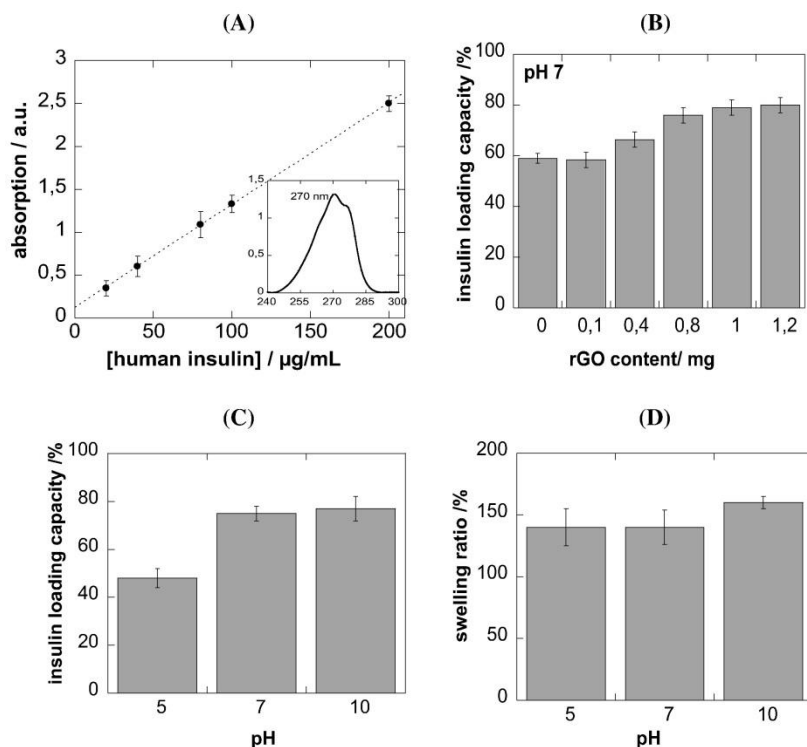 (A)
3
2,5
2
1,5
1
0,5
0
absorption / a.u.
0 50 100 150 200
[human insulin] / µg/mL
1,5
1
0,5
0
270 nm
240 255 270 285 300
(B)
pH 7
100
80
60
40
20
0
insulin loading capacity /%
0 0,1 0,4 0,8 1 1,2
rGO content/ mg
(C)
100
80
60
40
20
0
insulin loading capacity /%
5 7 10
pH
(D)
200
150
100
50
0
swelling ratio /%
5 7 10
pH